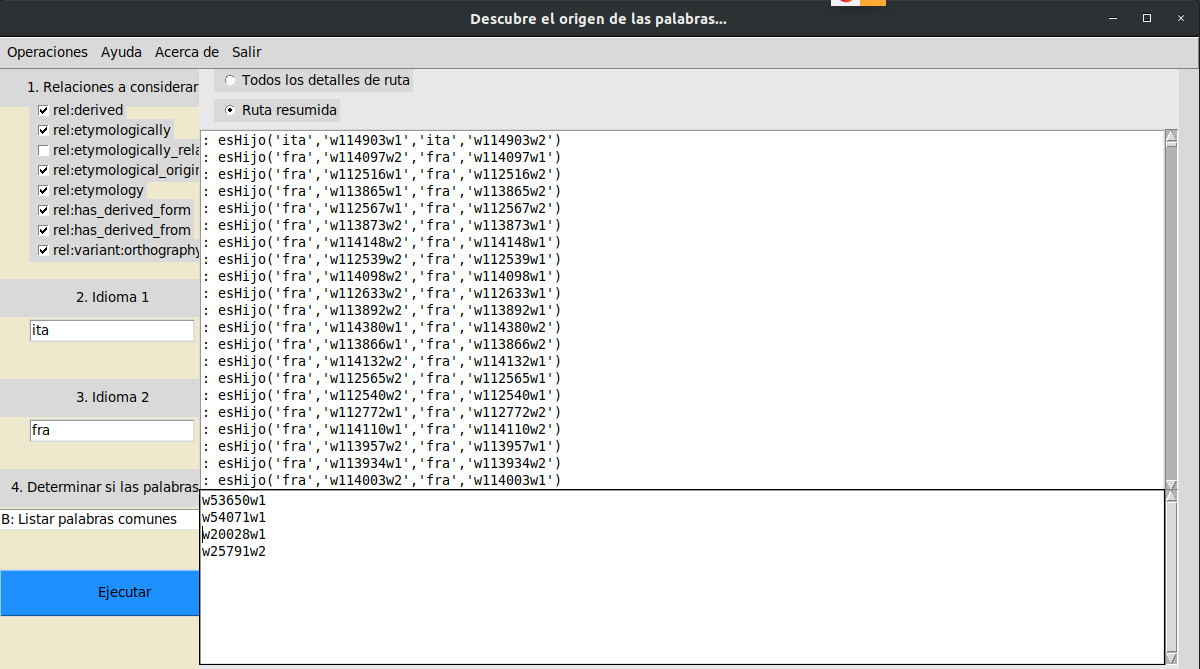 Descubre el origen de las palabras...
Operaciones Ayuda Acerca de Salir
1. Relaciones a considerar
rel:derived
rel:etymologically
rel:etymologically_rela
rel:etymological_origin
rel:etymology
rel:has_derived_form
rel:has_derived_from
rel:variant:orthography
2. Idioma 1
ita
3. Idioma 2
fra
4. Determinar si las palabras
B: Listar palabras comunes
Ejecutar
Todos los detalles de ruta
Ruta resumida
: esHijo('ita','w114903w1','ita','w114903w2')
: esHijo('fra','w114097w2','fra','w114097w1')
: esHijo('fra','w112516w1','fra','w112516w2')
: esHijo('fra','w113865w1','fra','w113865w2')
: esHijo('fra','w112567w1','fra','w112567w2')
: esHijo('fra','w113873w2','fra','w113873w1')
: esHijo('fra','w114148w2','fra','w114148w1')
: esHijo('fra','w112539w2','fra','w112539w1')
: esHijo('fra','w114098w2','fra','w114098w1')
: esHijo('fra','w112633w2','fra','w112633w1')
: esHijo('fra','w113892w2','fra','w113892w1')
: esHijo('fra','w114380w1','fra','w114380w2')
: esHijo('fra','w113866w1','fra','w113866w2')
: esHijo('fra','w114132w2','fra','w114132w1')
: esHijo('fra','w112565w2','fra','w112565w1')
: esHijo('fra','w112540w2','fra','w112540w1')
: esHijo('fra','w112772w1','fra','w112772w2')
: esHijo('fra','w114110w1','fra','w114110w2')
: esHijo('fra','w113957w2','fra','w113957w1')
: esHijo('fra','w113934w1','fra','w113934w2')
: esHijo('fra','w114003w2','fra','w114003w1')
w53650w1
w54071w1
w20028w1
w25791w2